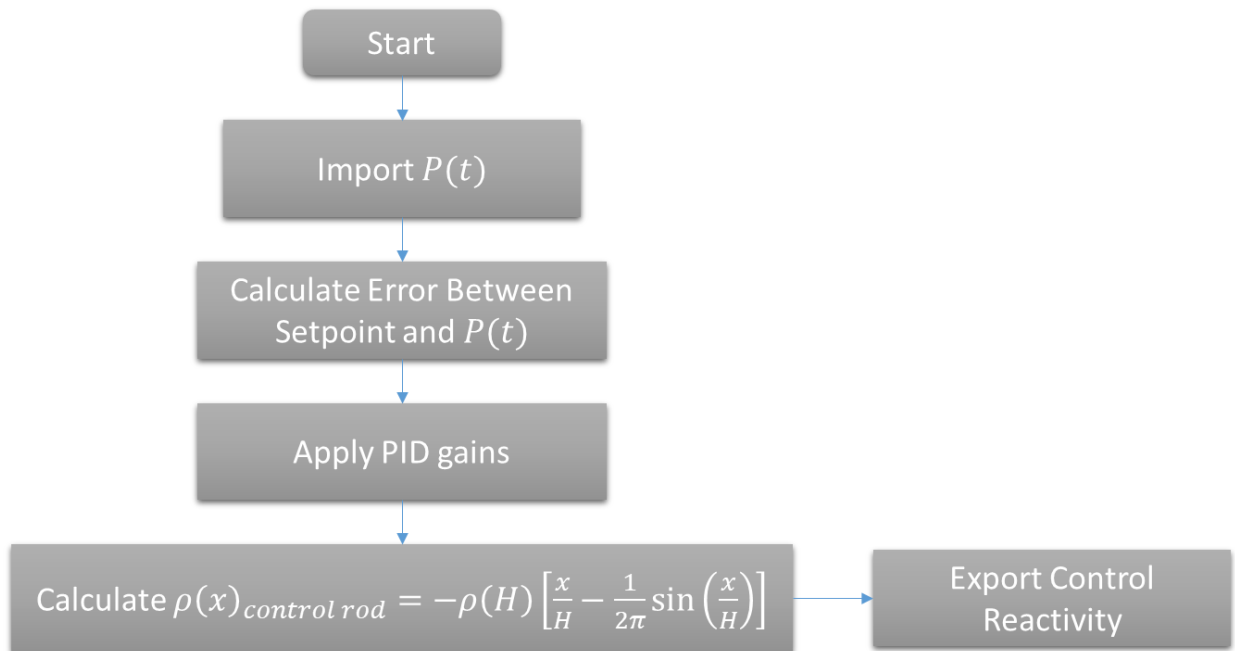 Start
Import P(t)
Calculate Error Between
Setpoint and P(t)
Apply PID gains
Calculate ρ(x)_{control rod} = −ρ(H) [x/H − 1/2π sin (x/H)]
Export Control
Reactivity